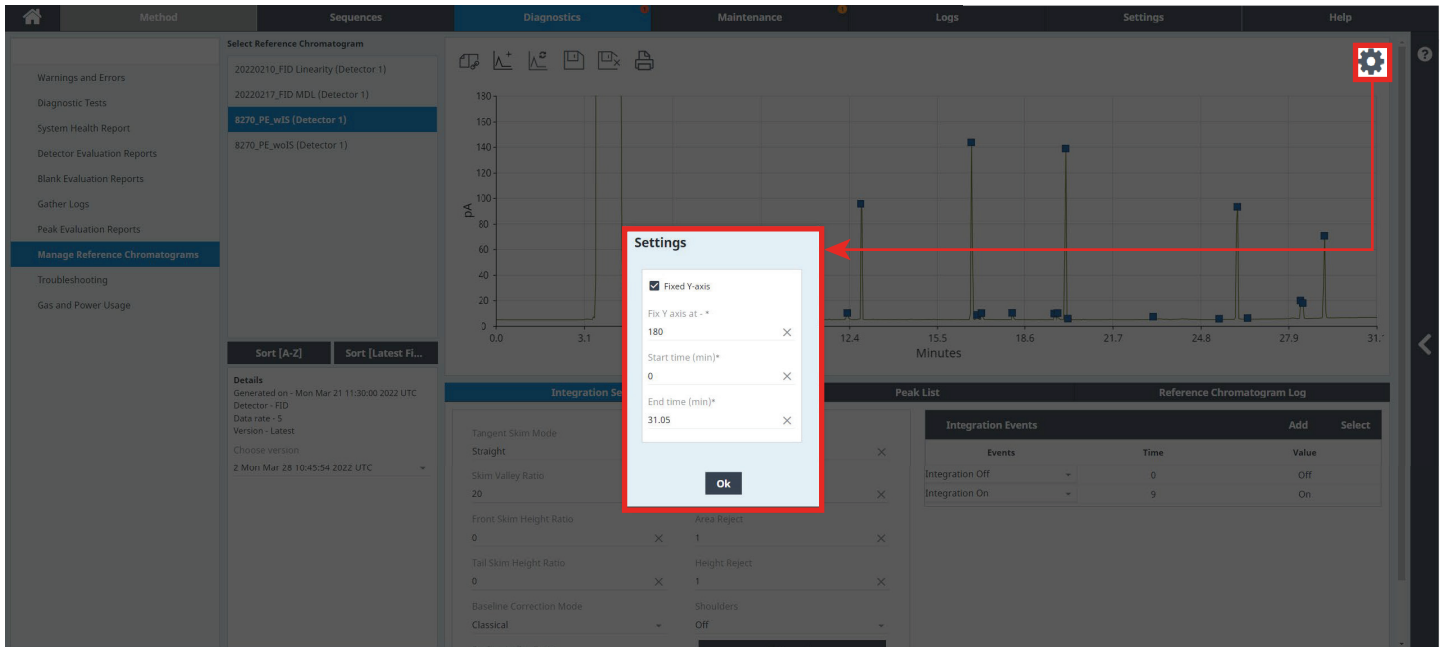 Method Sequences Diagnostics Maintenance Logs Settings Help
Warnings and Errors
Diagnostic Tests
System Health Report
Detector Evaluation Reports
Blank Evaluation Reports
Gather Logs
Peak Evaluation Reports
Manage Reference Chromatograms
Troubleshooting
Gas and Power Usage
Select Reference Chromatogram
20220210_FID Linearity (Detector 1)
20220217_FID MDL (Detector 1)
8270_PE_wIS (Detector 1)
8270_PE_woIS (Detector 1)
Sort [A-Z] Sort [Latest Fi...
Details
Generated on - Mon Mar 21 11:30:00 2022 UTC
Detector - FID
Data rate - 5
Version - Latest
Choose version
2 Mon Mar 28 10:45:54 2022 UTC
180
160
140
120
100
80
60
40
20
0
pA
0.0 3.1 12.4 15.5 18.6 21.7 24.8 27.9 31.
Minutes
Settings
Fixed Y-axis
Fix Y axis at - *
180
Start time (min)*
0
End time (min)*
31.05
Ok
Integration Se Peak List Reference Chromatogram Log
Tangent Skim Mode
Straight
Skim Valley Ratio
20
Front Skim Height Ratio Area Reject
0 1
Tail Skim Height Ratio Height Reject
0 1
Baseline Correction Mode Shoulders
Classical Off
Integration Events Add Select
Events Time Value
Integration Off 0 Off
Integration On 9 On